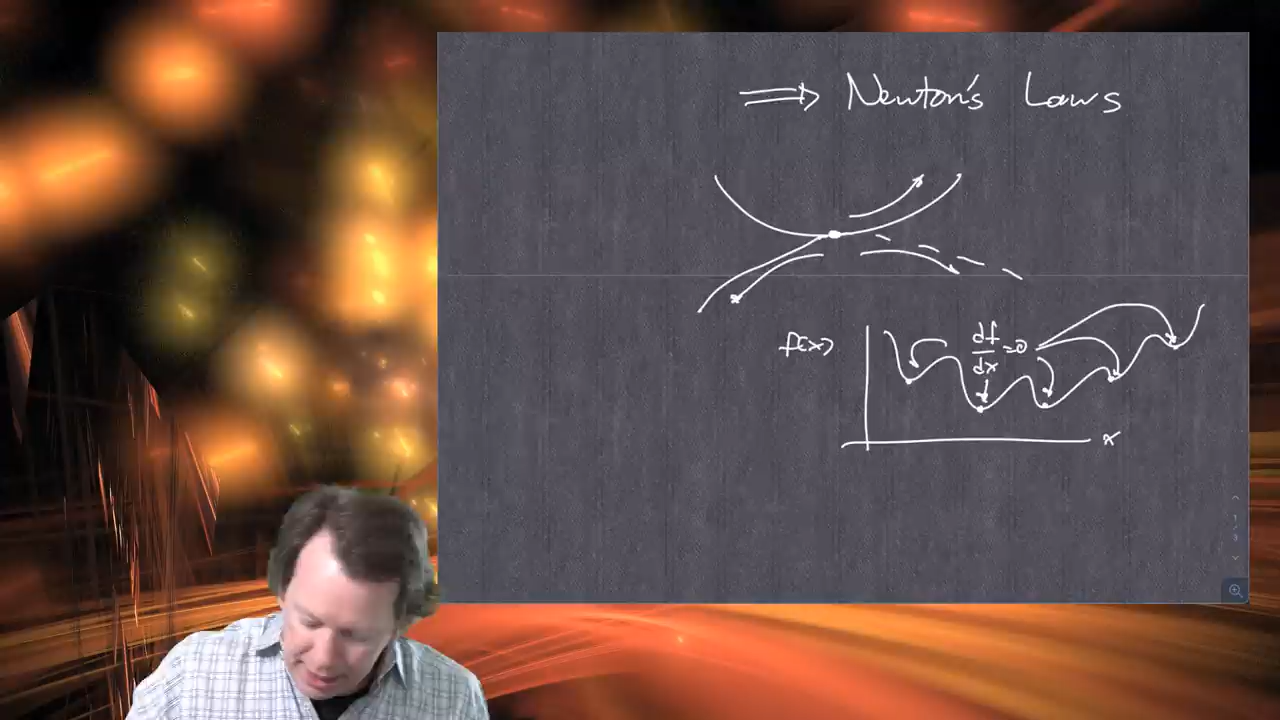 ⟹ Newton's Laws
f(x)
df/dx = 0
x